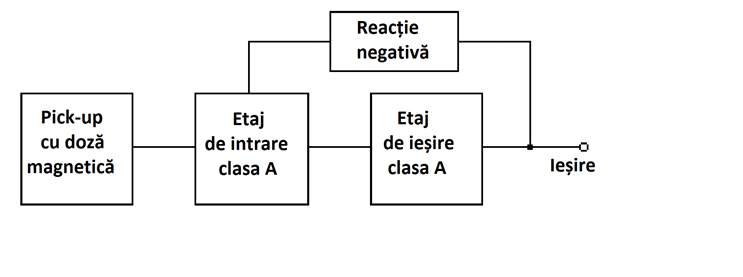 Reacție
negativă
Pick-up
cu doză
magnetică
Etaj
de intrare
clasa A
Etaj
de ieșire
clasa A
Ieșire